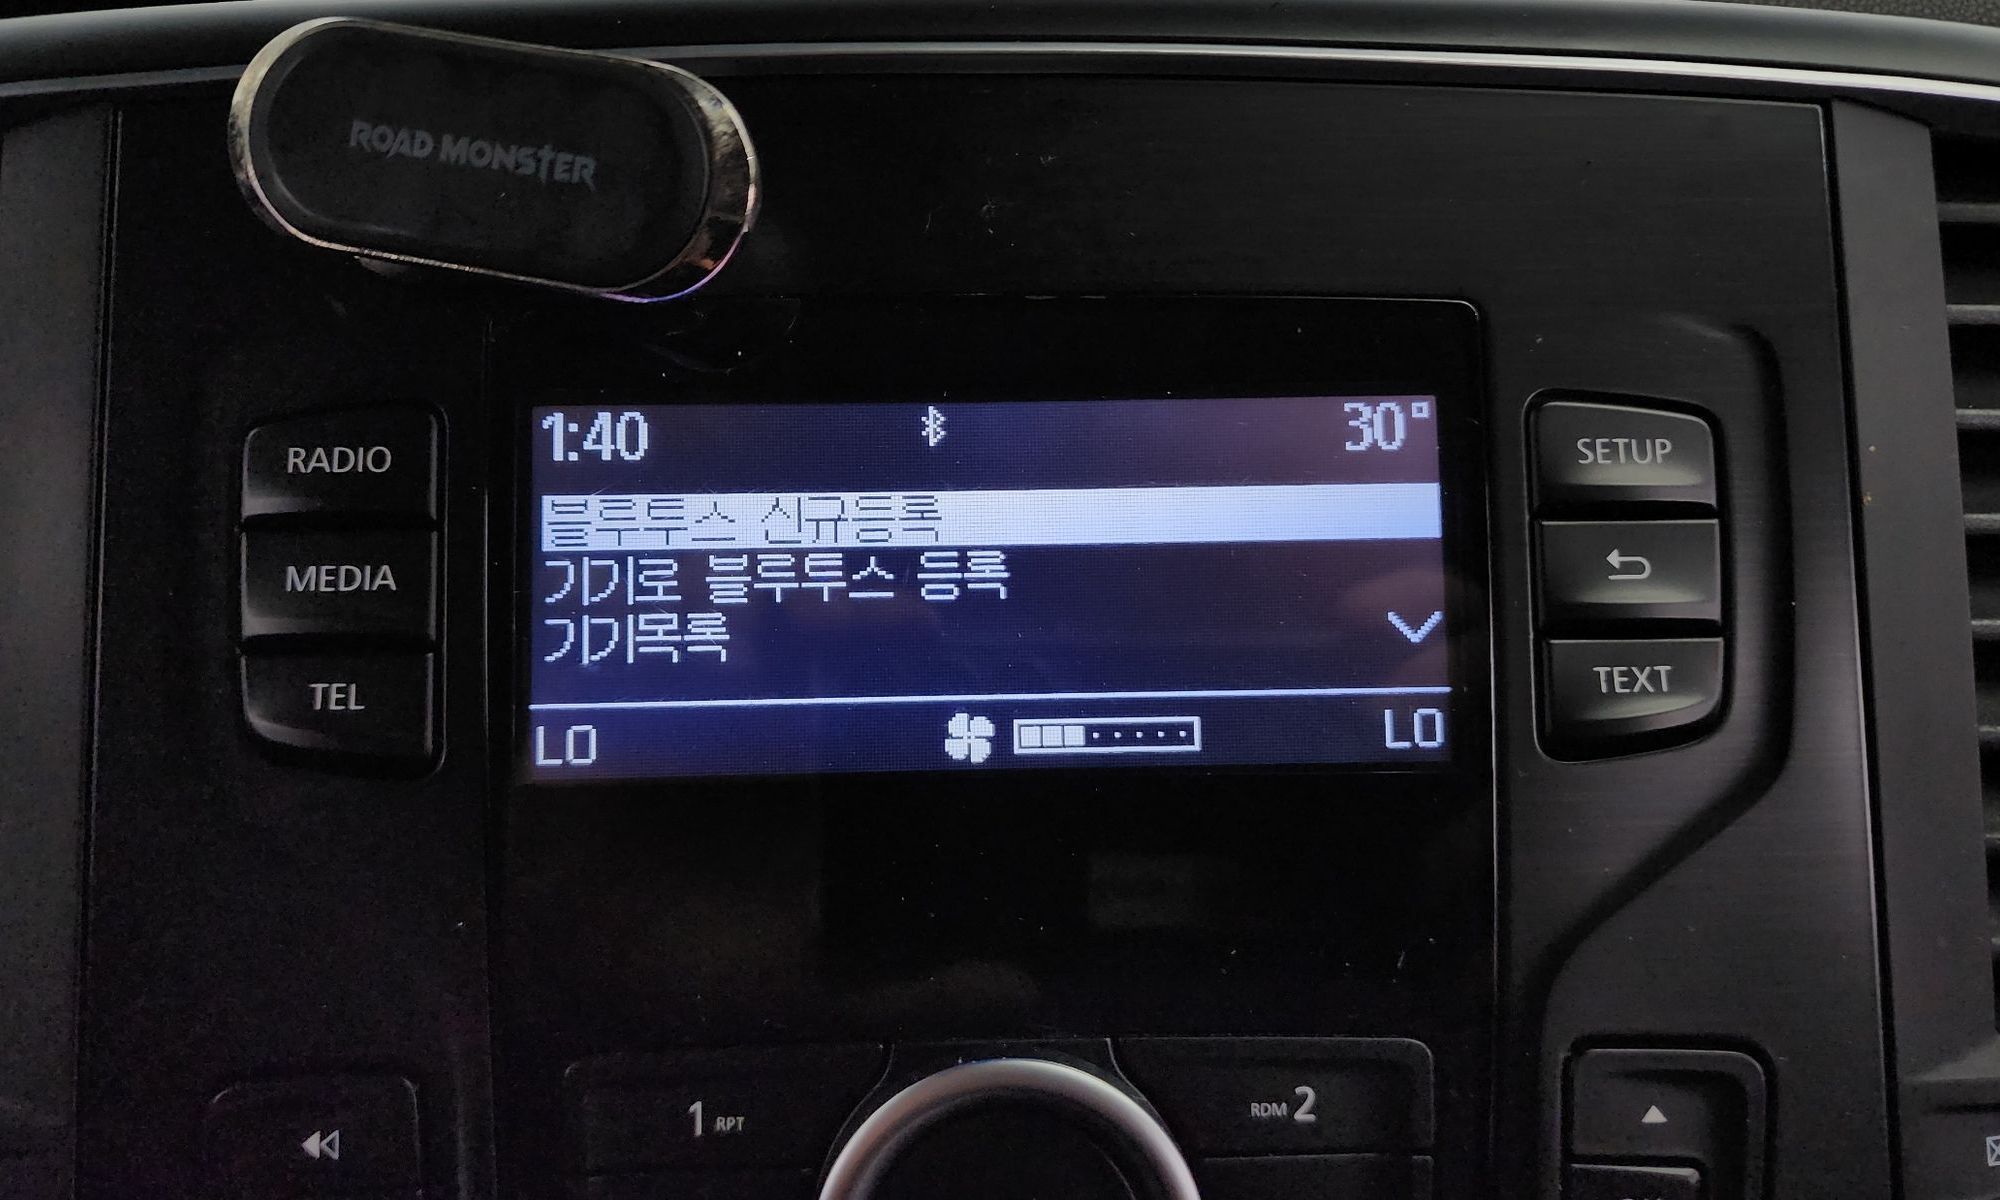 ROAD MONSTER
RADIO
MEDIA
TEL
1:40
30°
블루투스 신규등록
기기로 블루투스 등록
기기목록
LO
LO
SETUP
TEXT
1 RPT
RDM 2